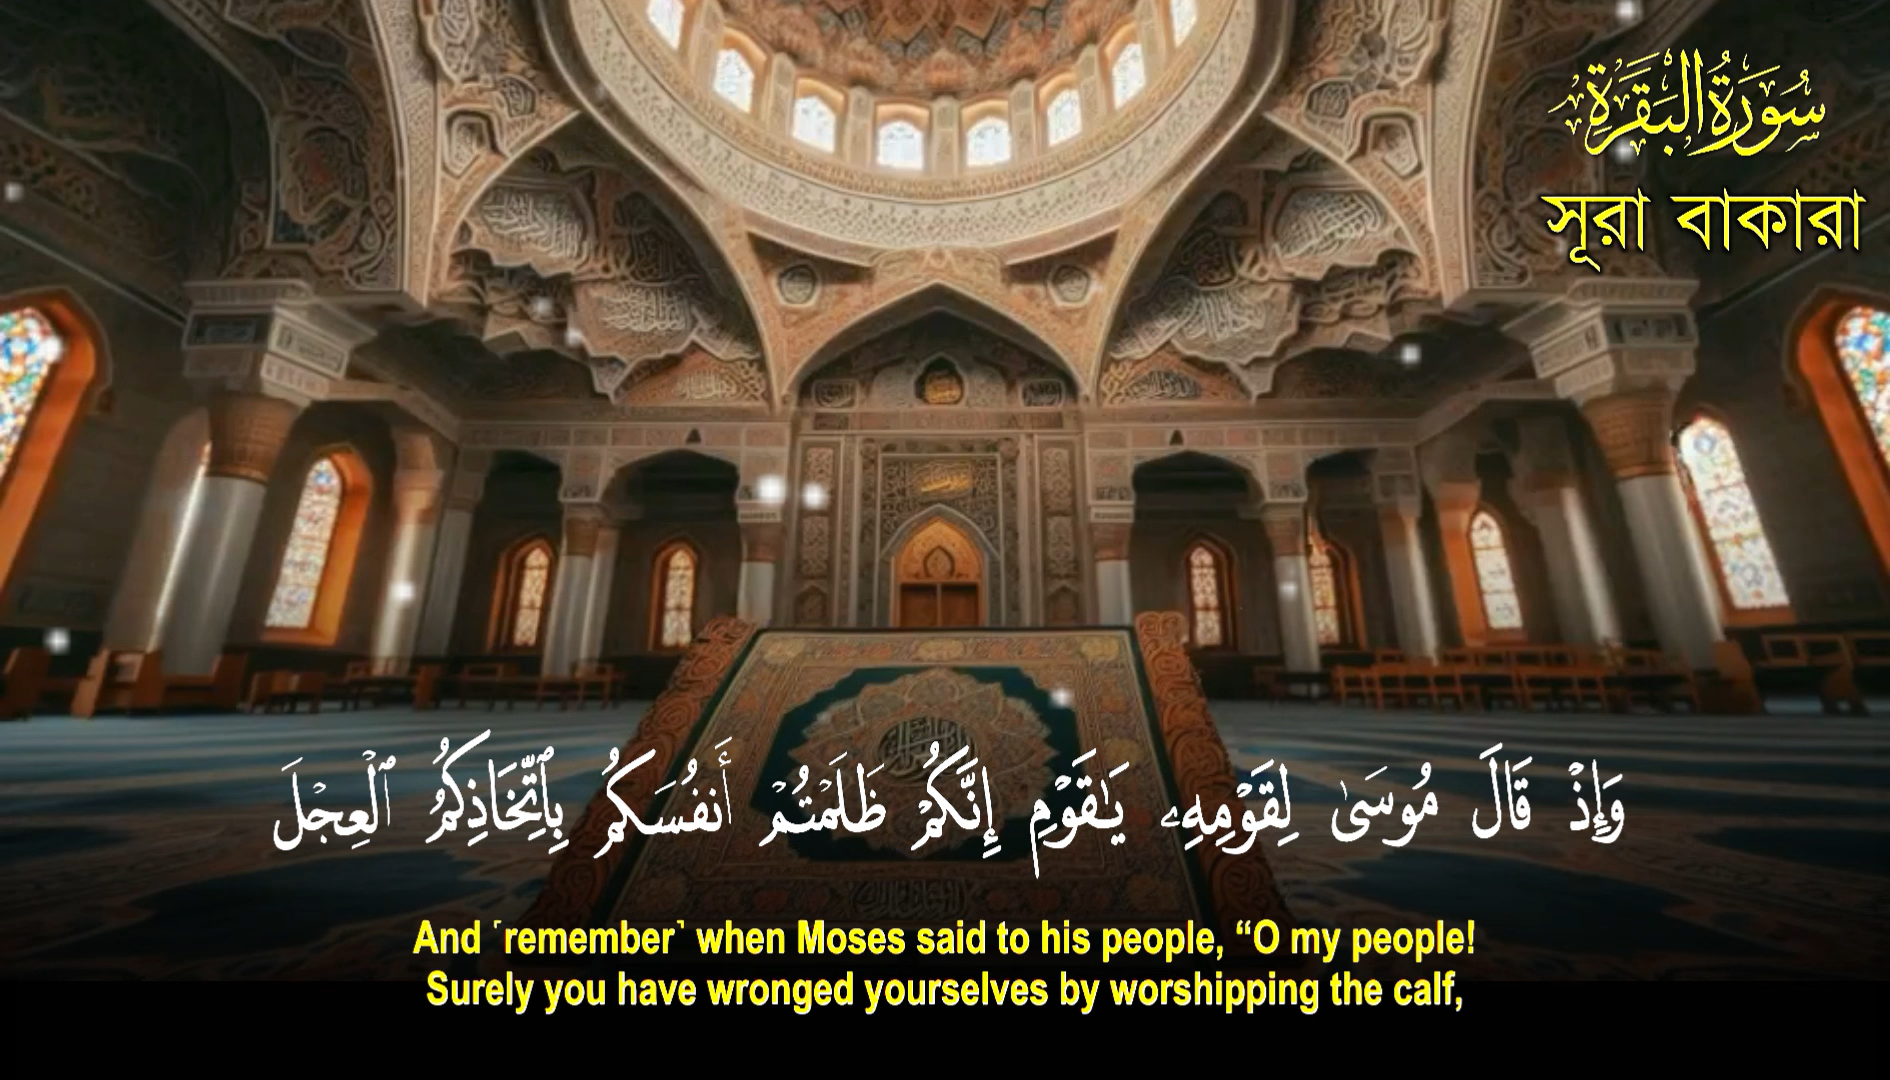 سُورَةُ البَقَرَةِ
সূরা বাকারা
وَإِذْ قَالَ مُوسَىٰ لِقَوْمِهِۦ يَـٰقَوْمِ إِنَّكُمْ ظَلَمْتُمْ أَنفُسَكُم بِٱتِّخَاذِكُمُ ٱلْعِجْلَ
And ˹remember˺ when Moses said to his people, “O my people!
Surely you have wronged yourselves by worshipping the calf,